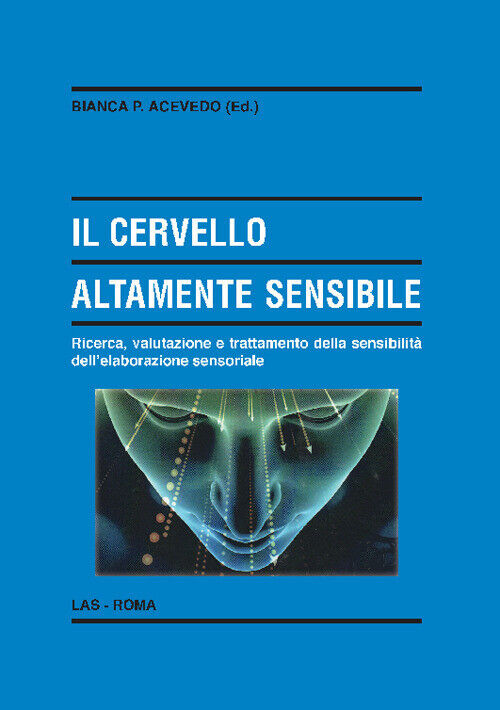 BIANCA P. ACEVEDO (Ed.)
IL CERVELLO
ALTAMENTE SENSIBILE
Ricerca, valutazione e trattamento della sensibilità
dell'elaborazione sensoriale
LAS - ROMA